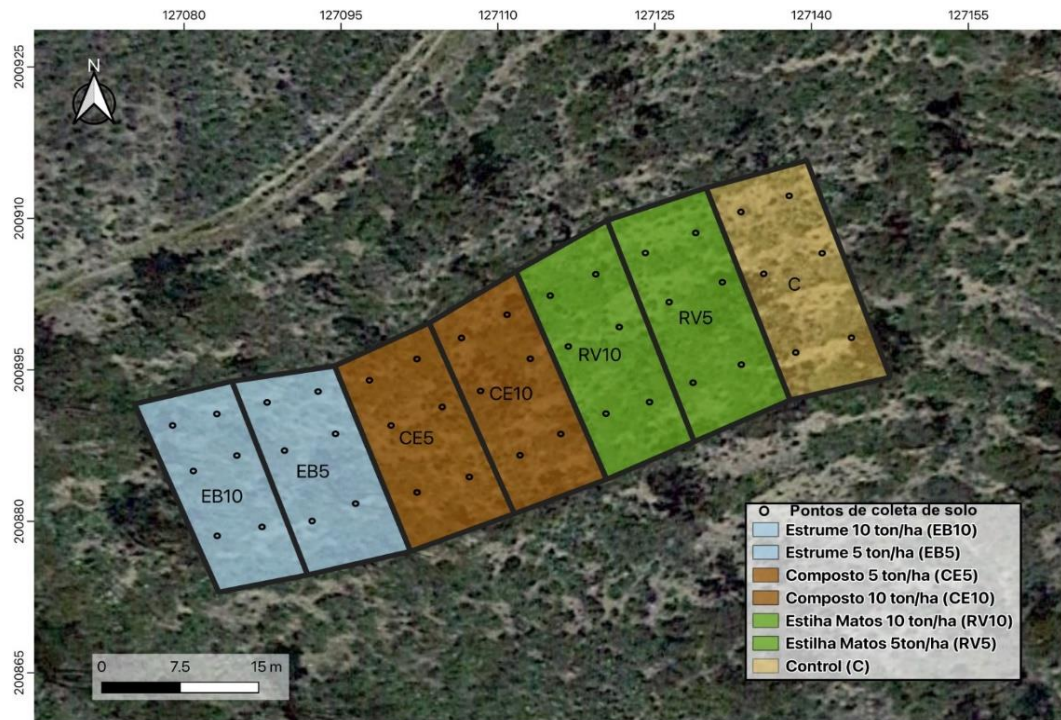 127080 127095 127110 127125 127140 127155
200925
N
200910
C
RV5
RV10
200895
CE10
CE5
EB5
EB10
200880
Pontos de coleta de solo
Estrume 10 ton/ha (EB10)
Estrume 5 ton/ha (EB5)
Composto 5 ton/ha (CE5)
Composto 10 ton/ha (CE10)
Estiha Matos 10 ton/ha (RV10)
Estilha Matos 5ton/ha (RV5)
Control (C)
200865
0 7.5 15 m